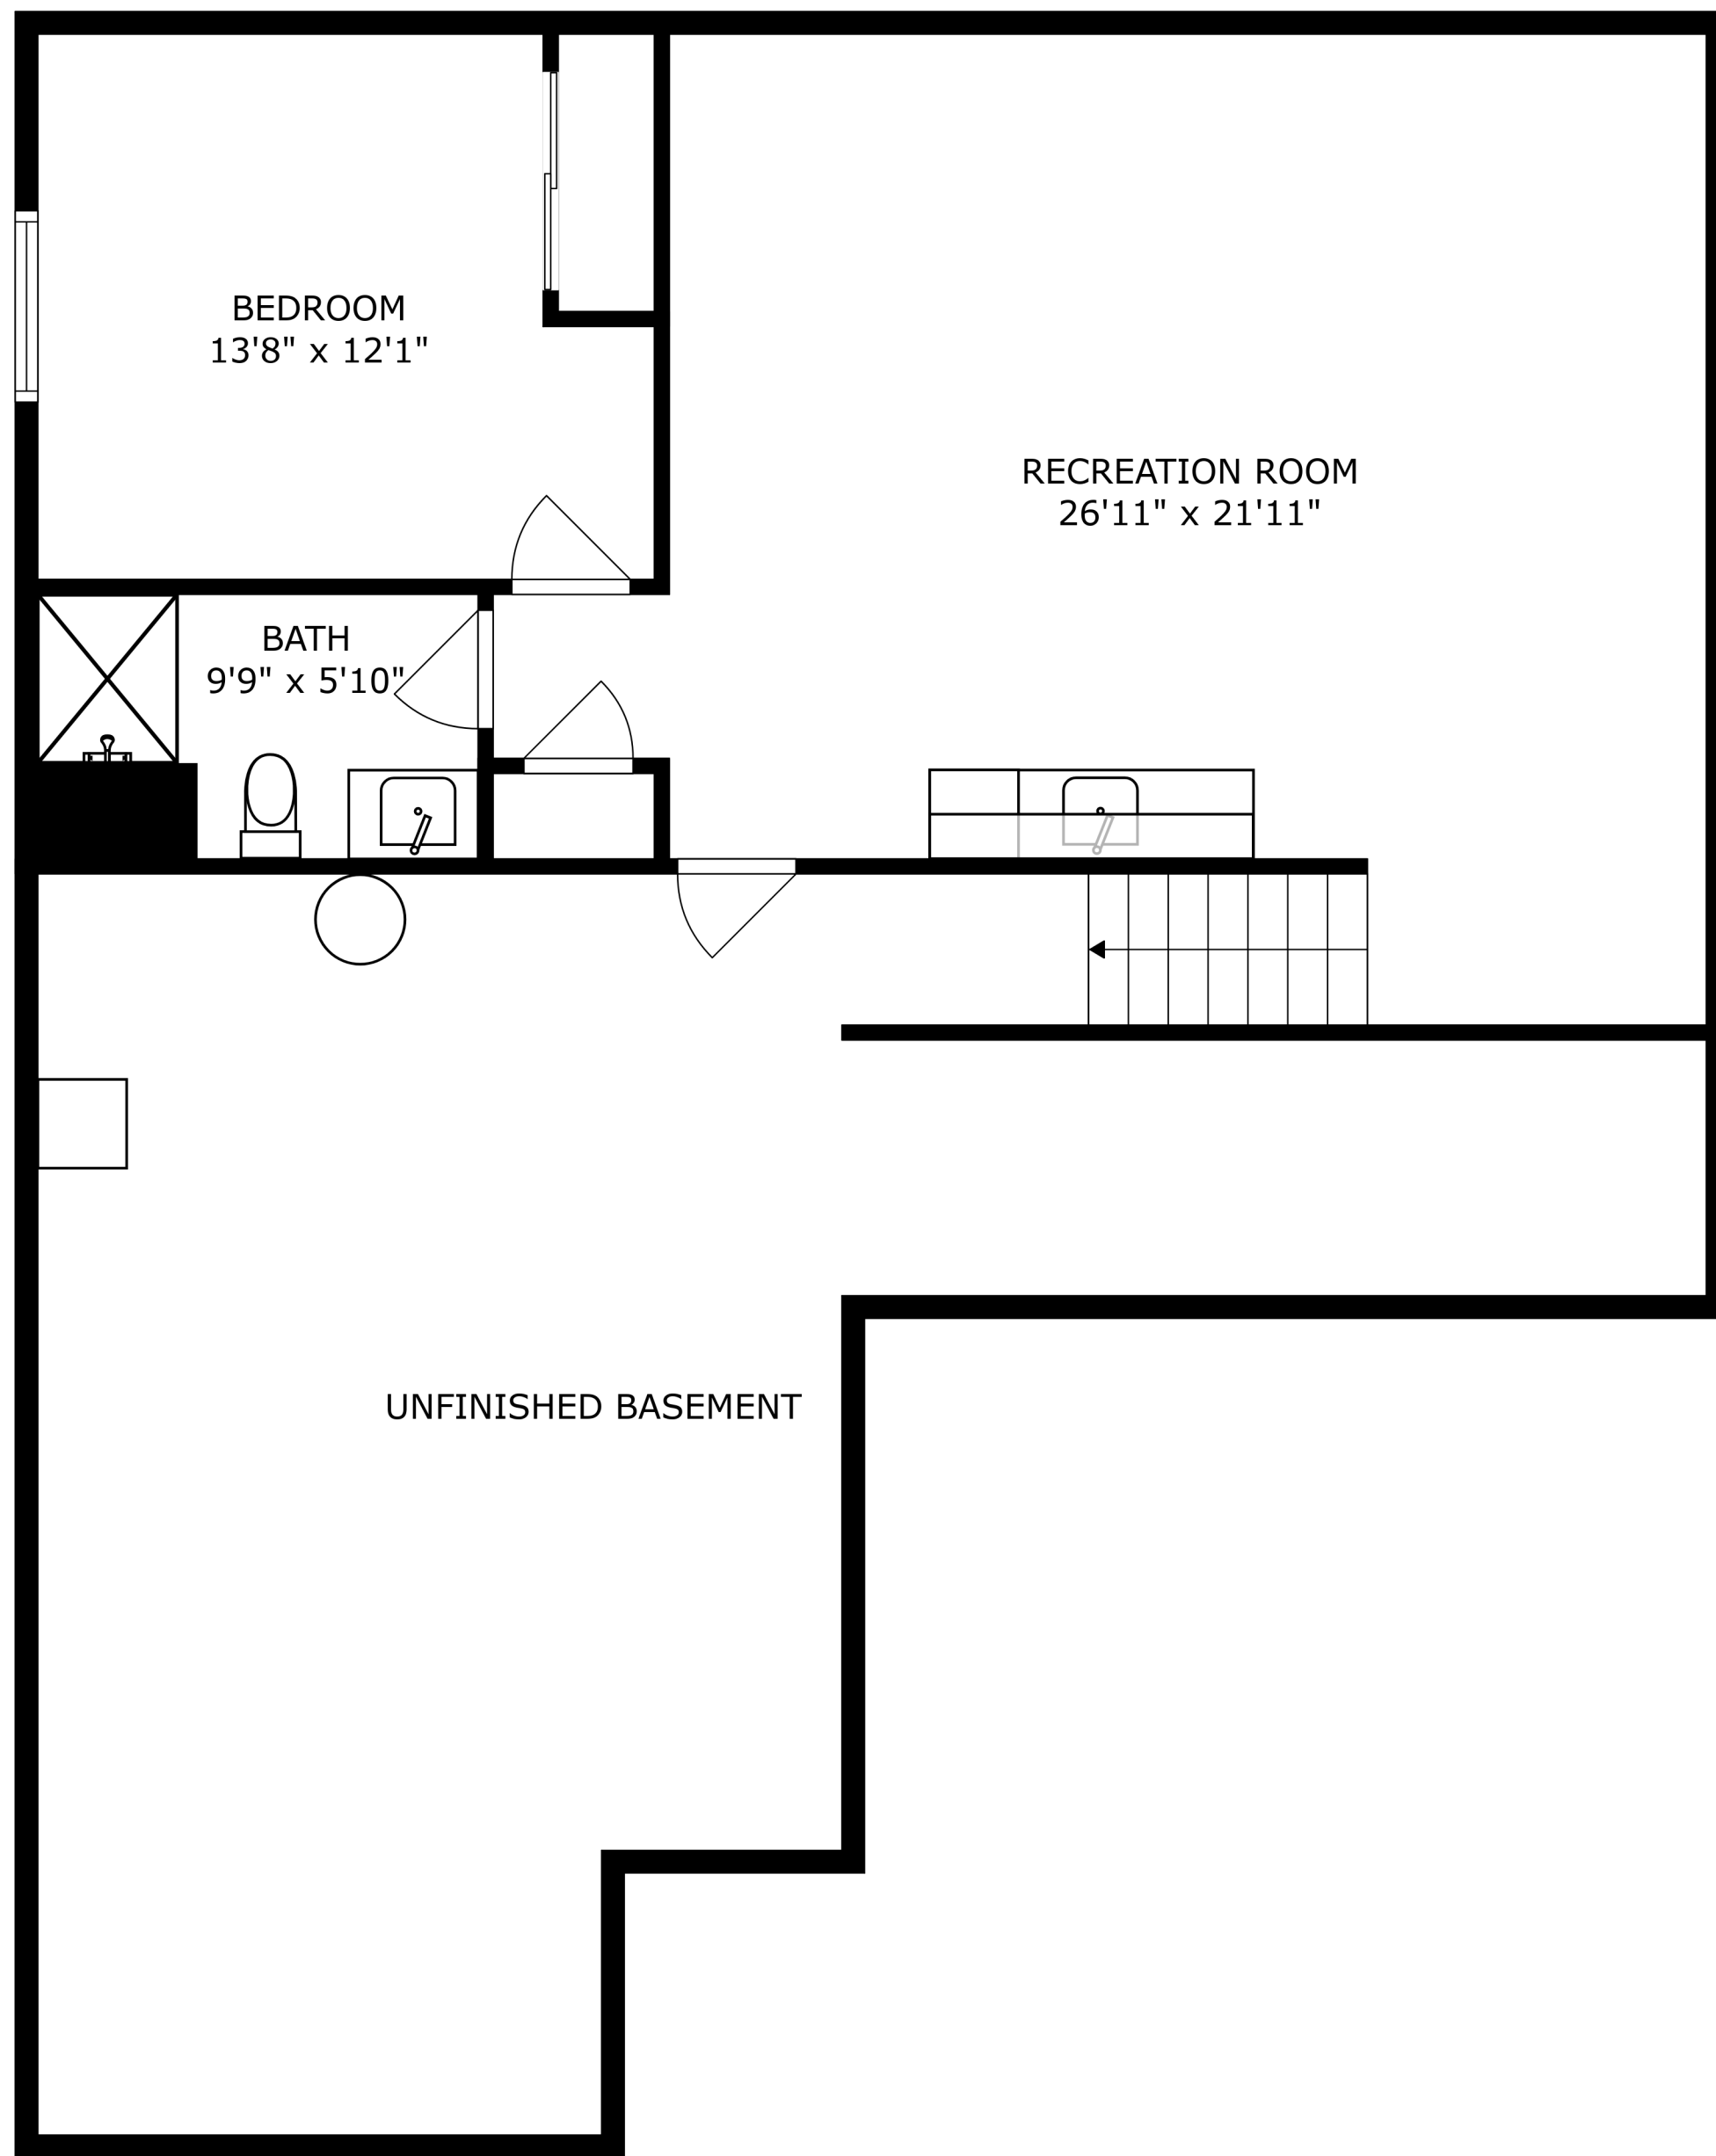 BEDROOM
13'8" x 12'1"
RECREATION ROOM
26'11" x 21'11"
BATH
9'9" x 5'10"
UNFINISHED BASEMENT